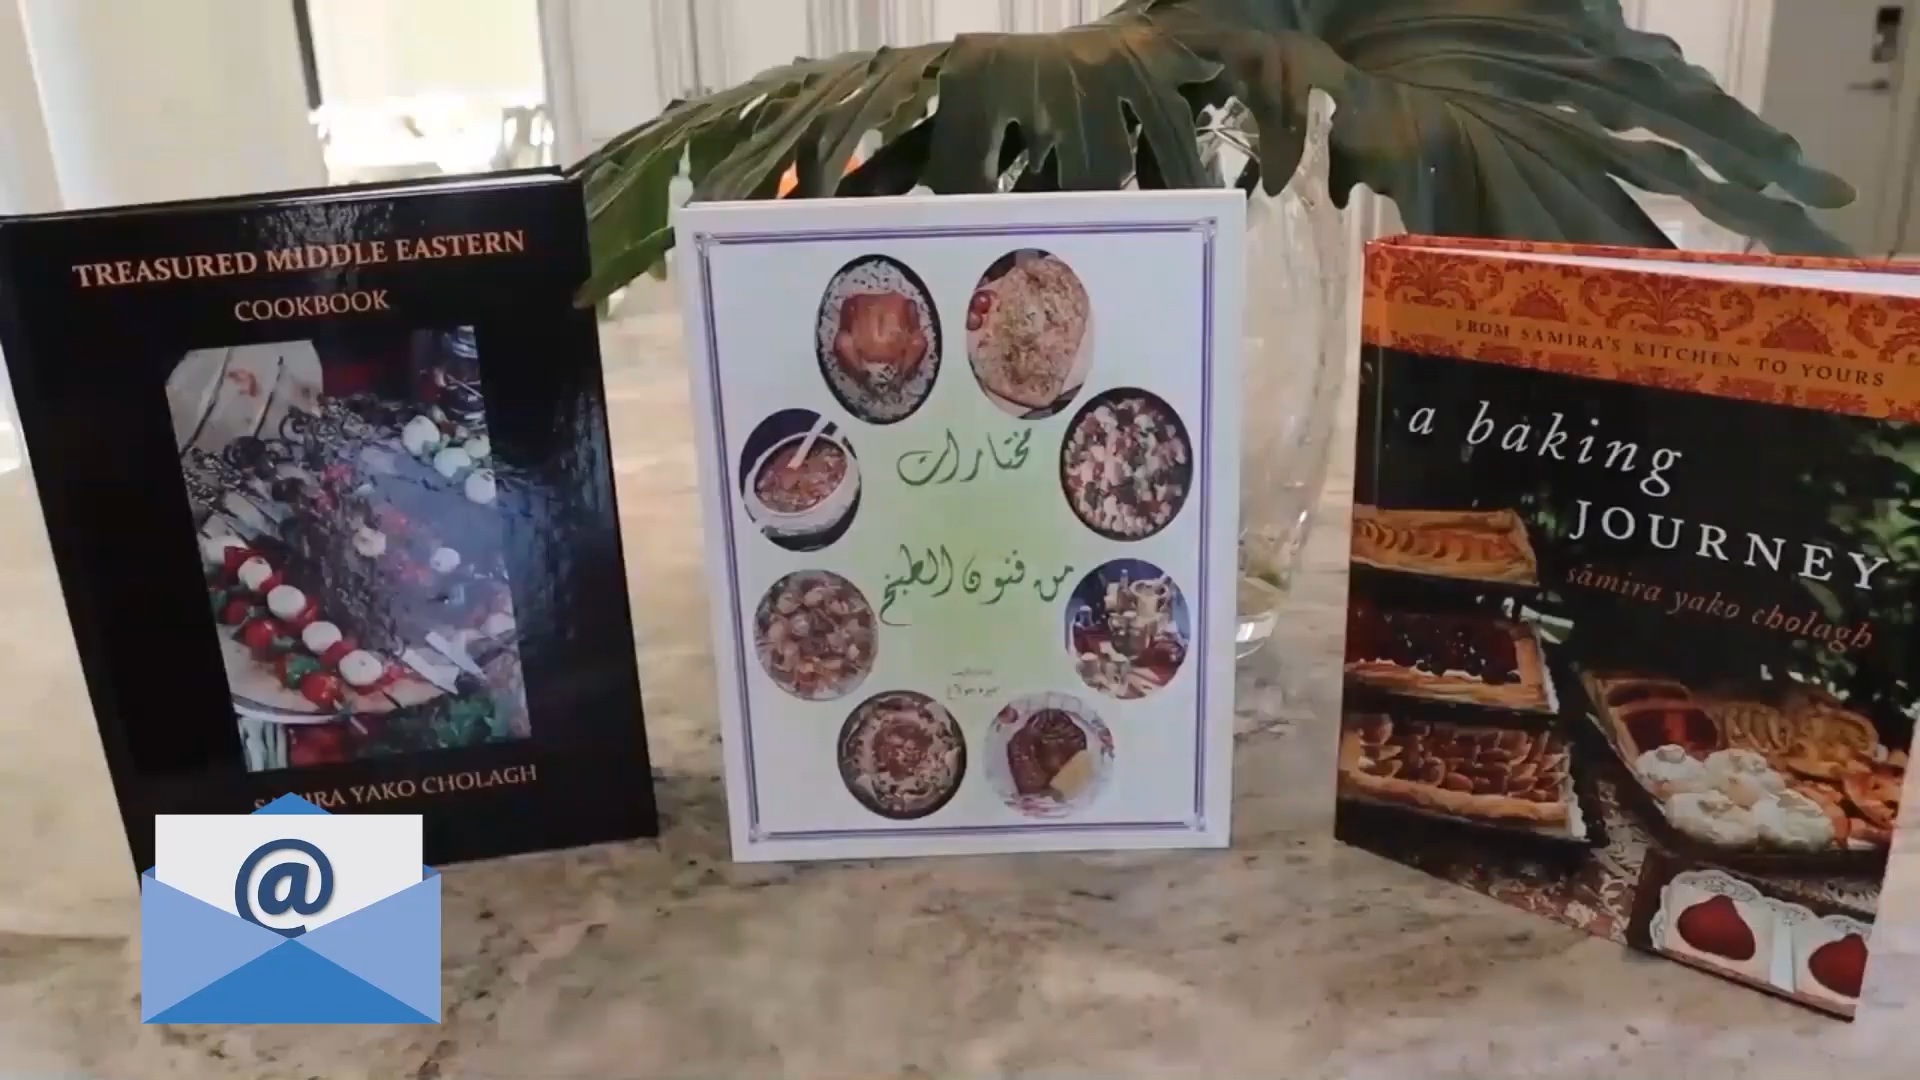 TREASURED MIDDLE EASTERN
COOKBOOK
SAMIRA YAKO CHOLAGH
مختارات
من فنون الطبخ
FROM SAMIRA'S KITCHEN TO YOURS
a baking
JOURNEY
samira yako cholagh
@